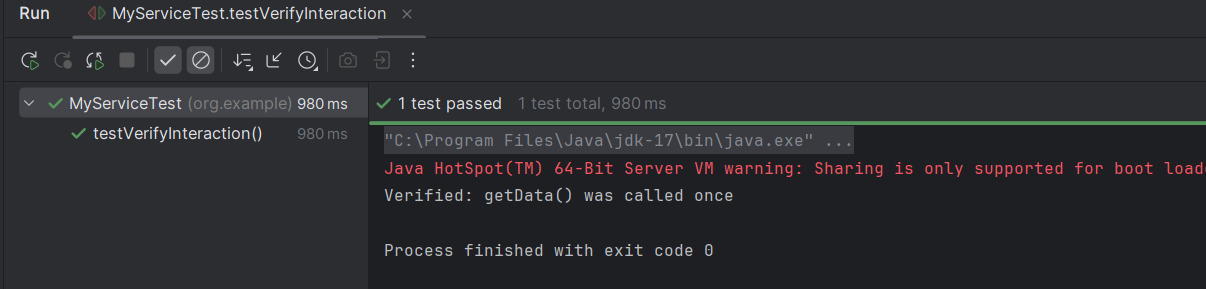 Run MyServiceTest.testVerifyInteraction
MyServiceTest (org.example) 980 ms
testVerifyInteraction() 980 ms
1 test passed 1 test total, 980 ms
"C:\Program Files\Java\jdk-17\bin\java.exe" ...
Java HotSpot(TM) 64-Bit Server VM warning: Sharing is only supported for boot
Verified: getData() was called once
Process finished with exit code 0